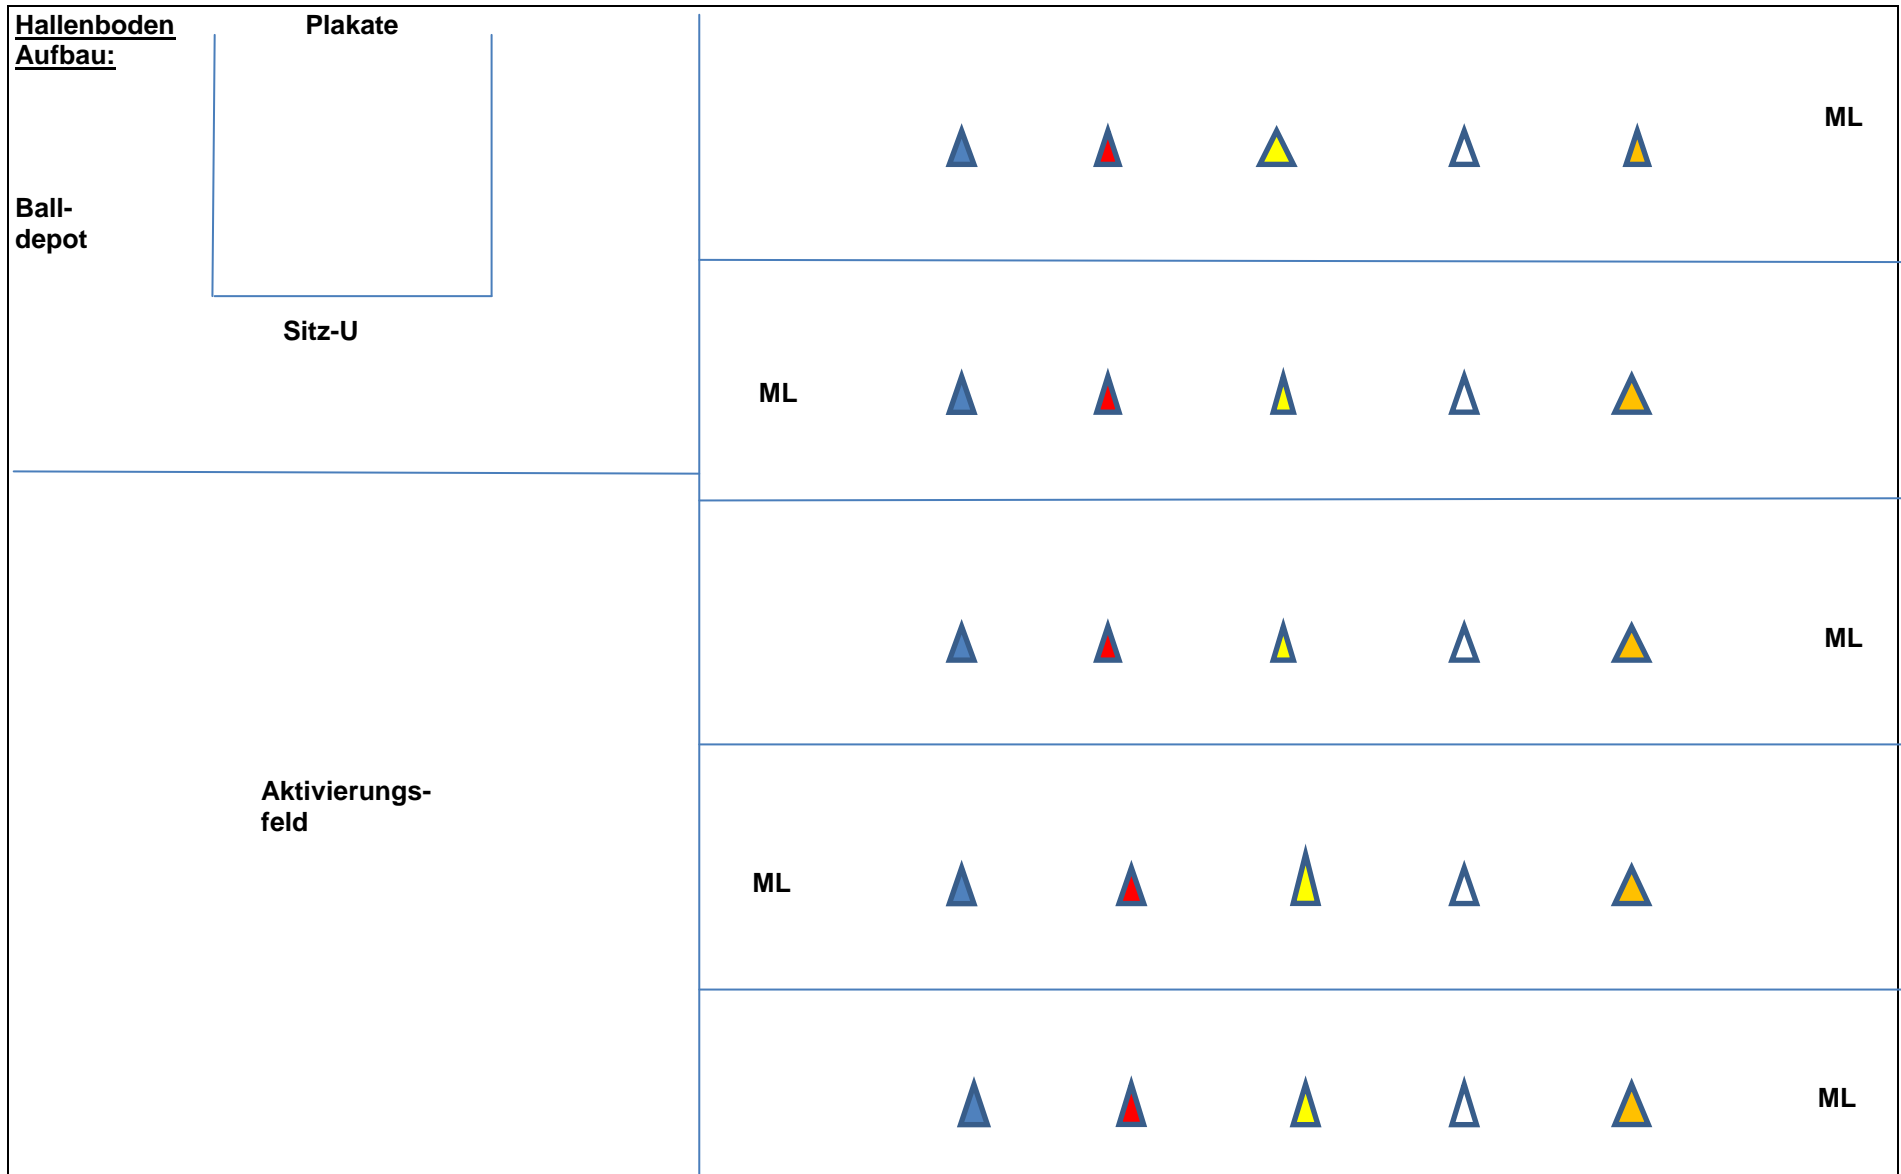 Hallenboden
Aufbau:
Plakate
ML
Ball-
depot
Sitz-U
ML
ML
Aktivierungs-
feld
ML
ML